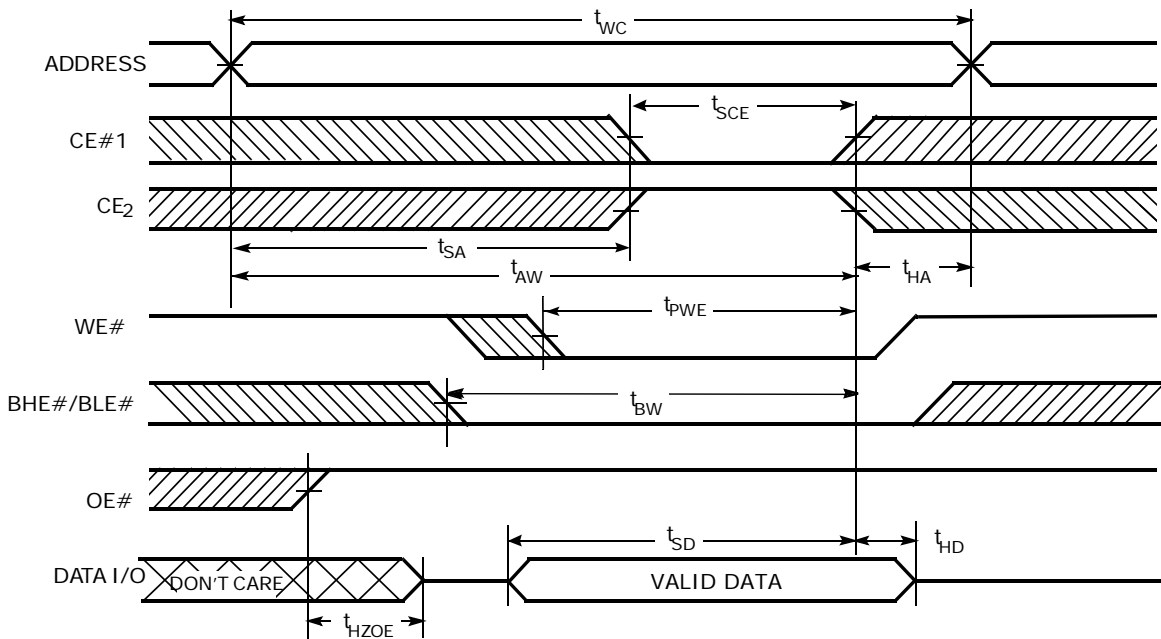 tWC
ADDRESS
tSCE
CE#1
CE2
tSA
tAW
tHA
tPWE
WE#
BHE#/BLE#
tBW
OE#
tSD
tHD
DATA I/O
DON'T CARE
VALID DATA
tHZOE